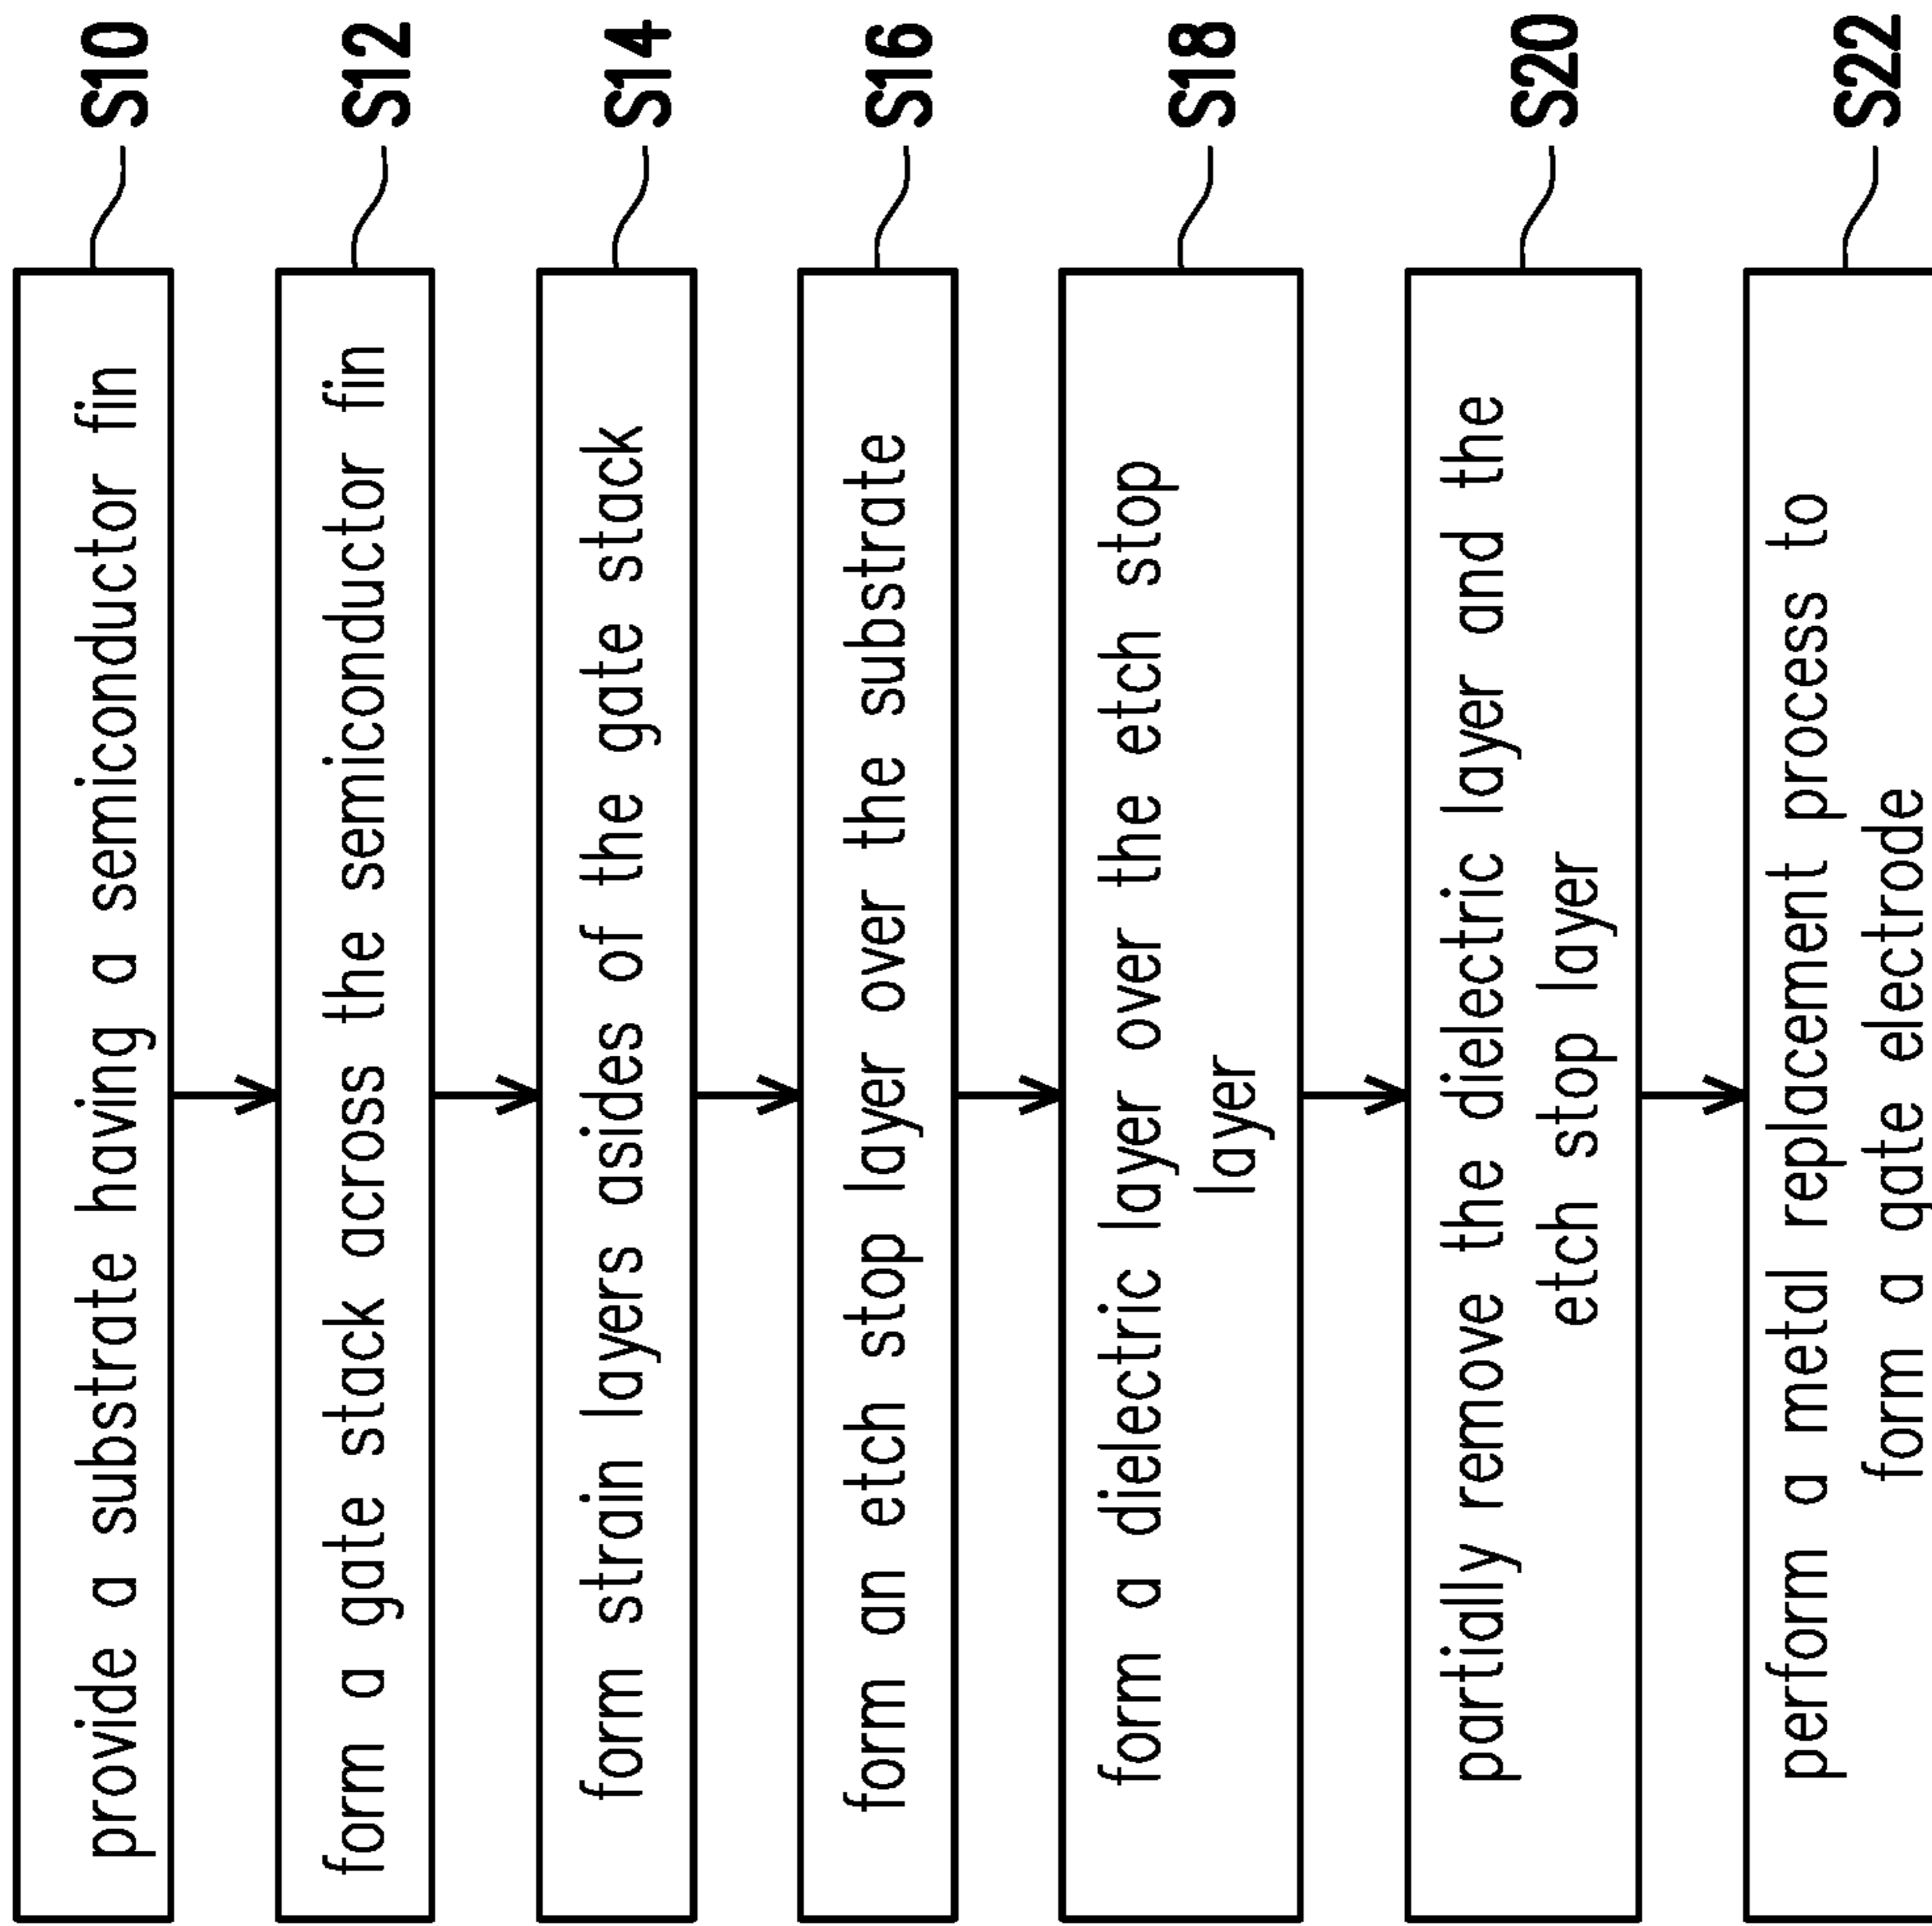 provide a substrate having a semiconductor fin
S10
form a gate stack across the semiconductor fin
S12
form strain layers asides of the gate stack
S14
form an etch stop layer over the substrate
S16
form a dielectric layer over the etch stop
layer
S18
partially remove the dielectric layer and the
etch stop layer
S20
perform a metal replacement process to
form a gate electrode
S22